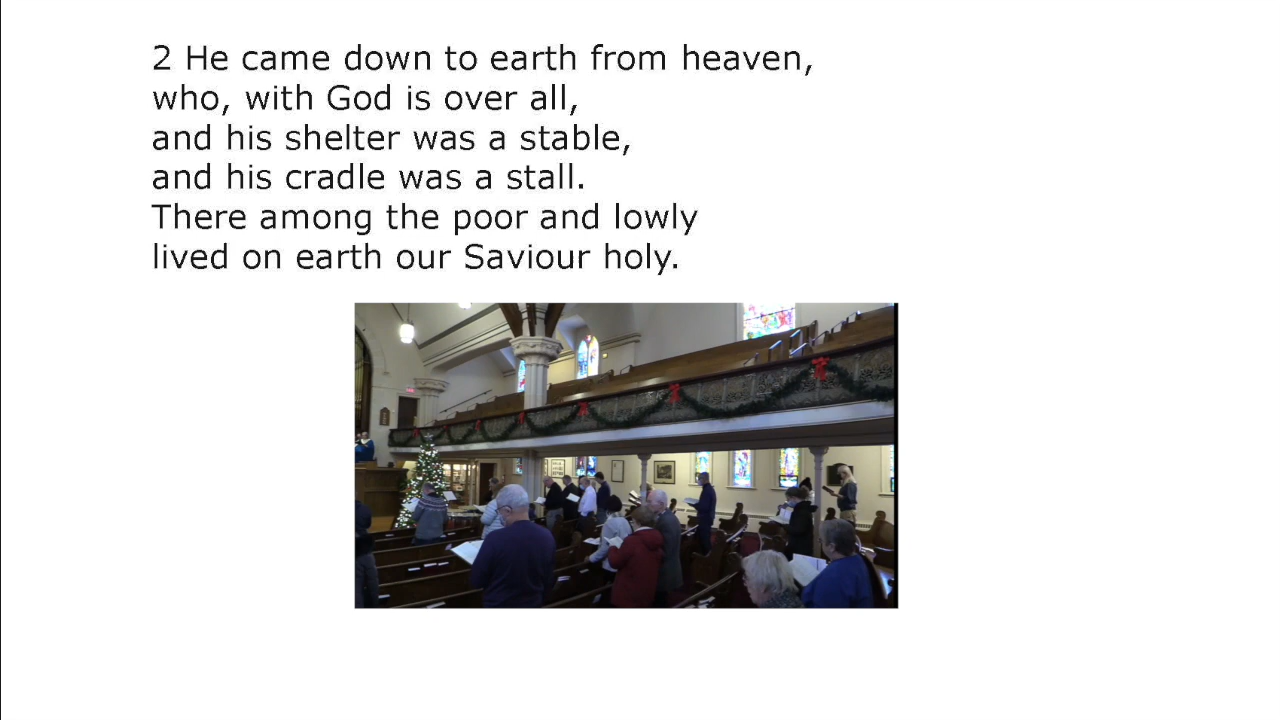 2 He came down to earth from heaven,
who, with God is over all,
and his shelter was a stable,
and his cradle was a stall.
There among the poor and lowly
lived on earth our Saviour holy.